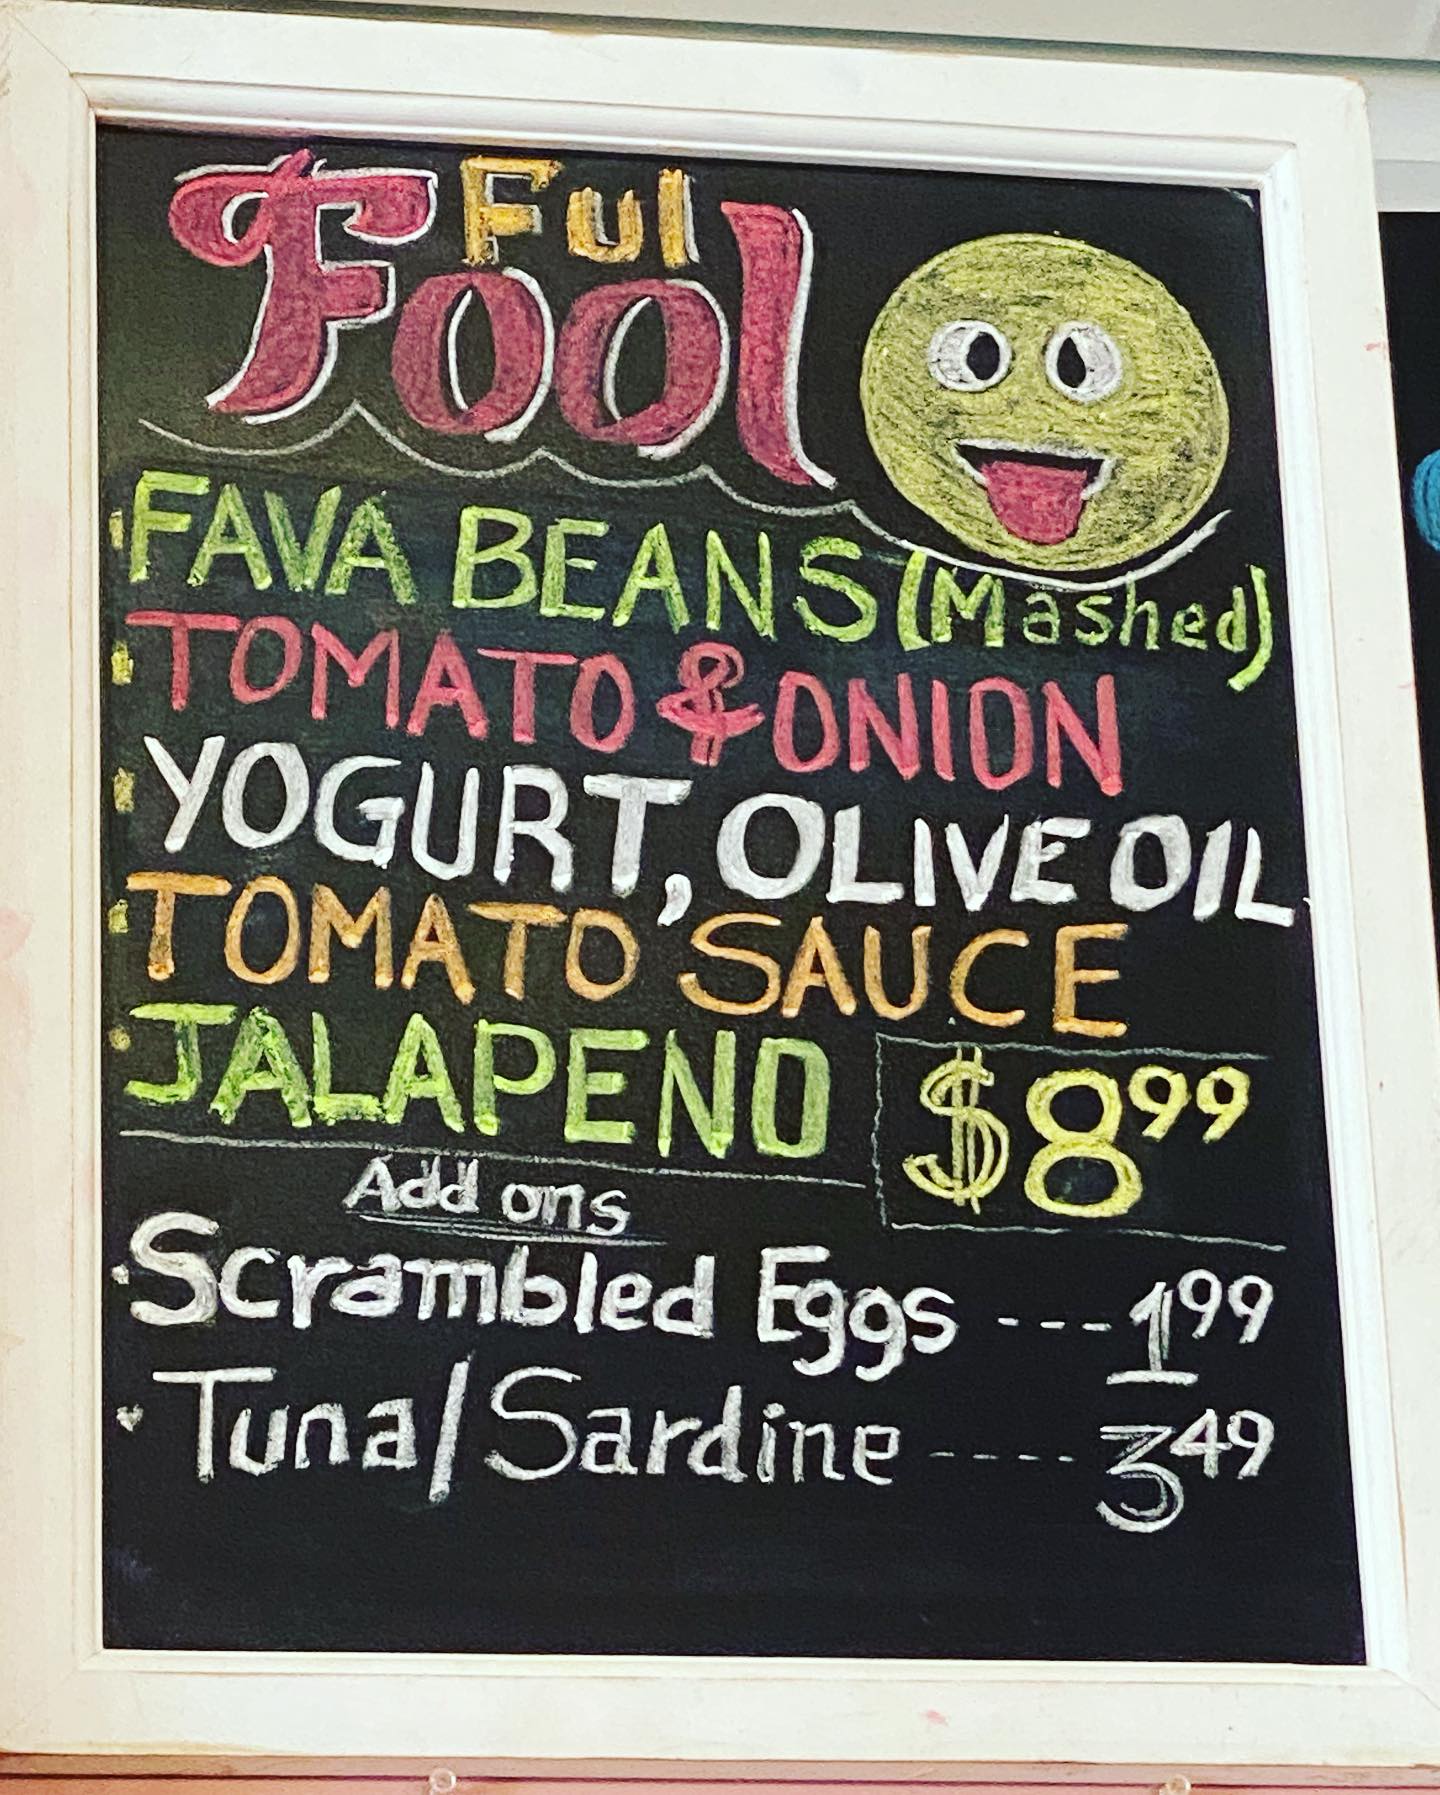 Ful
Fool
FAVA BEANS (Mashed)
TOMATO & ONION
YOGURT, OLIVE OIL
TOMATO SAUCE
JALAPENO
$8.99
Add ons
Scrambled Eggs ---1.99
Tuna/Sardine ----3.49